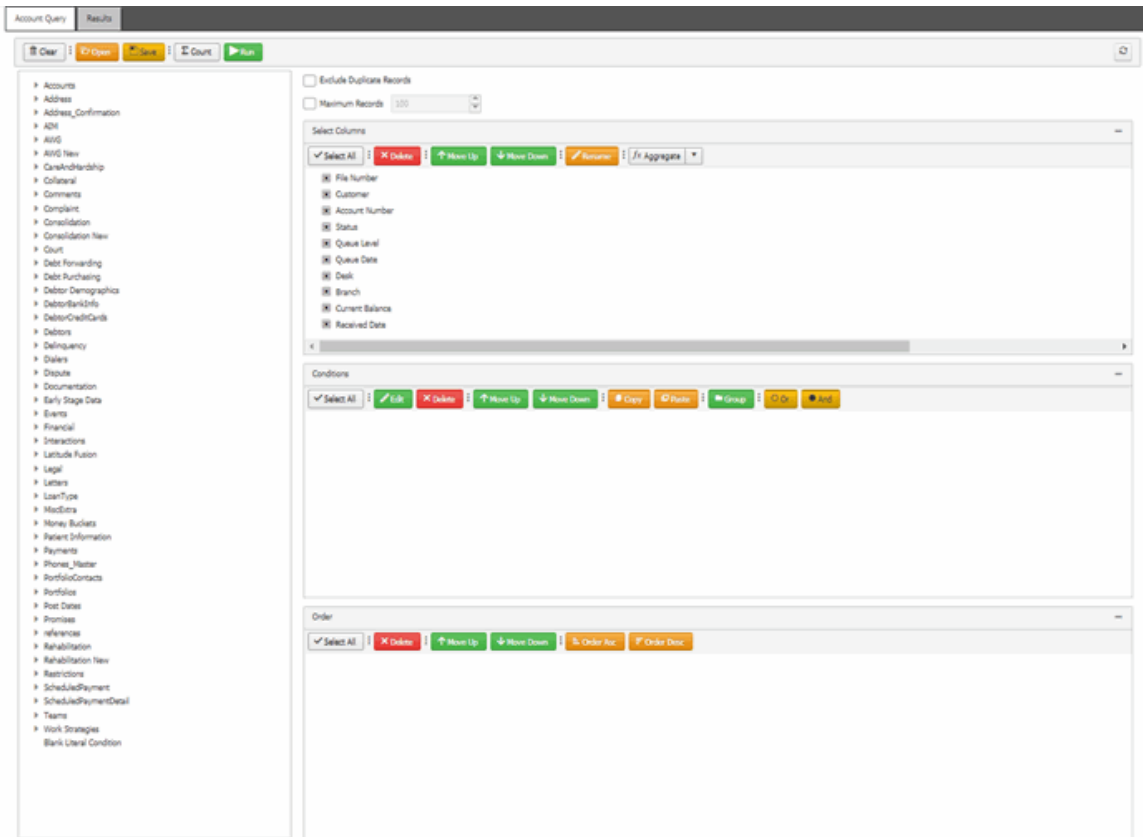 Account Query Results
Clear Open Save Count Run
Accounts
Address
Address_Confirmation
AIM
AWG
AWG New
CareAndHardship
Collateral
Comments
Complaint
Consolidation
Consolidation New
Court
Debt Forwarding
Debt Purchasing
Debtor Demographics
DebtorBankInfo
DebtorCreditCards
Debtors
Delinquency
Dialers
Dispute
Documentation
Early Stage Data
Events
Financial
Interactions
Latitude Fusion
Legal
Letters
LoanType
MiscExtra
Money Buckets
Patient Information
Payments
Phones_Master
PortfolioContacts
Portfolios
Post Dates
Promises
references
Rehabilitation
Rehabilitation New
Restrictions
ScheduledPayment
ScheduledPaymentDetail
Teams
Work Strategies
Blank Literal Condition
Exclude Duplicate Records
Maximum Records 100
Select Columns
Select All Delete Move Up Move Down Rename fx Aggregate
File Number
Customer
Account Number
Status
Queue Level
Queue Date
Desk
Branch
Current Balance
Received Date
Conditions
Select All Edit Delete Move Up Move Down Copy Paste Group Or And
Order
Select All Delete Move Up Move Down Order Asc Order Desc